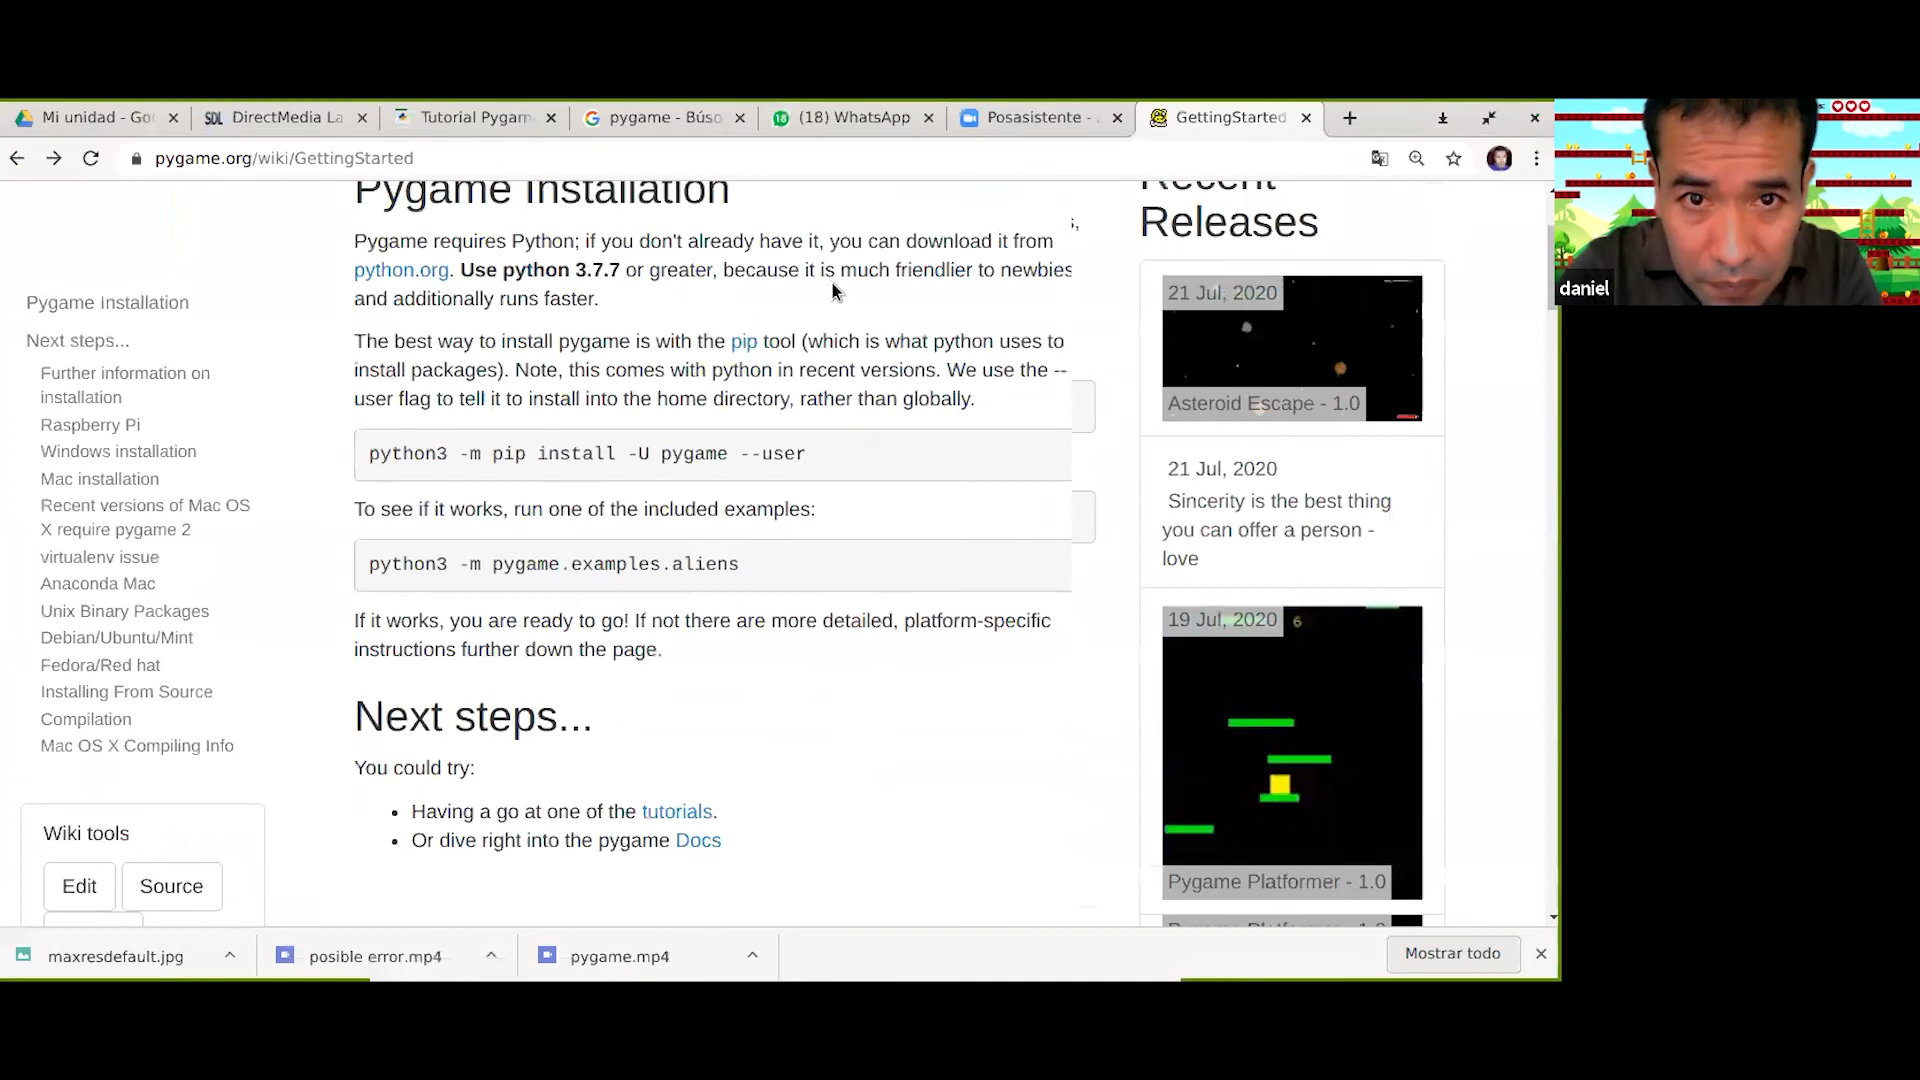 Mi unidad - Goo
DirectMedia La
Tutorial Pygam
pygame - Búsq
(18) WhatsApp
Posasistente -
GettingStarted
pygame.org/wiki/GettingStarted
daniel
Pygame Installation
Next steps...
Further information on
installation
Raspberry Pi
Windows installation
Mac installation
Recent versions of Mac OS
X require pygame 2
virtualenv issue
Anaconda Mac
Unix Binary Packages
Debian/Ubuntu/Mint
Fedora/Red hat
Installing From Source
Compilation
Mac OS X Compiling Info
Wiki tools
Edit
Source
Pygame Installation
Pygame requires Python; if you don't already have it, you can download it from
python.org. Use python 3.7.7 or greater, because it is much friendlier to newbies
and additionally runs faster.
The best way to install pygame is with the pip tool (which is what python uses to
install packages). Note, this comes with python in recent versions. We use the --
user flag to tell it to install into the home directory, rather than globally.
python3 -m pip install -U pygame --user
To see if it works, run one of the included examples:
python3 -m pygame.examples.aliens
If it works, you are ready to go! If not there are more detailed, platform-specific
instructions further down the page.
Next steps...
You could try:
• Having a go at one of the tutorials.
• Or dive right into the pygame Docs
Recent
Releases
21 Jul, 2020
Asteroid Escape - 1.0
21 Jul, 2020
Sincerity is the best thing
you can offer a person -
love
19 Jul, 2020
6
Pygame Platformer - 1.0
maxresdefault.jpg
posible error.mp4
pygame.mp4
Mostrar todo